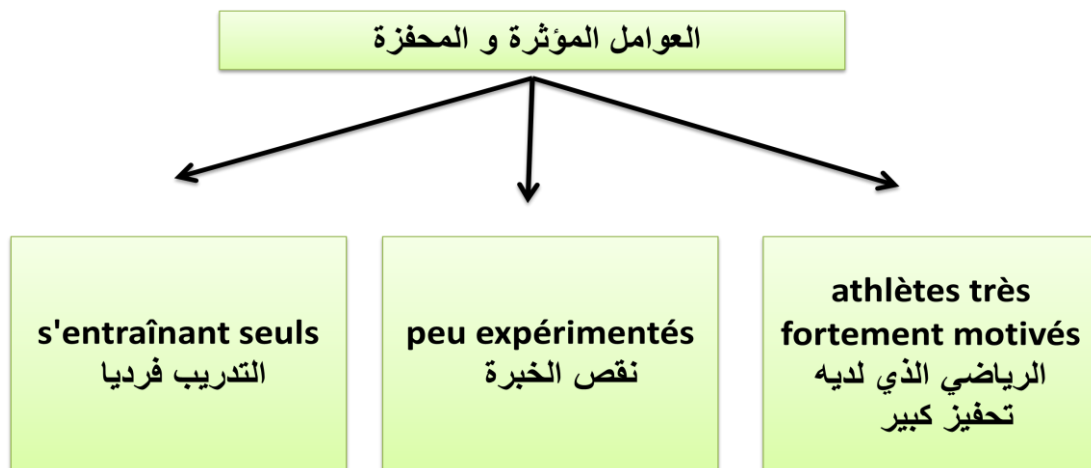 العوامل المؤثرة و المحفزة
s'entraînant seuls
التدريب فرديا
peu expérimentés
نقص الخبرة
athlètes très
fortement motivés
الرياضي الذي لديه
تحفيز كبير